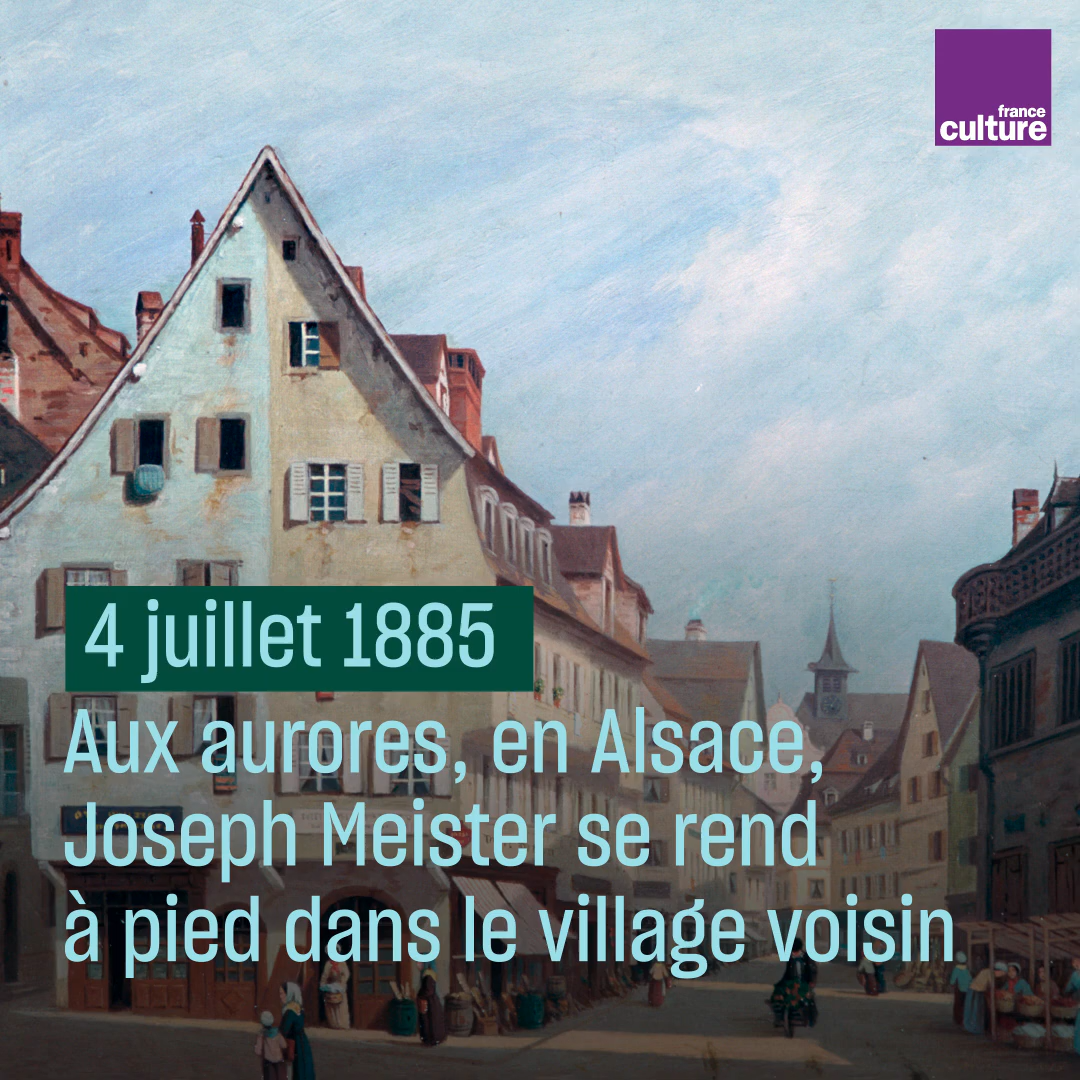 france
culture
4 juillet 1885
Aux aurores, en Alsace,
Joseph Meister se rend
à pied dans le village voisin